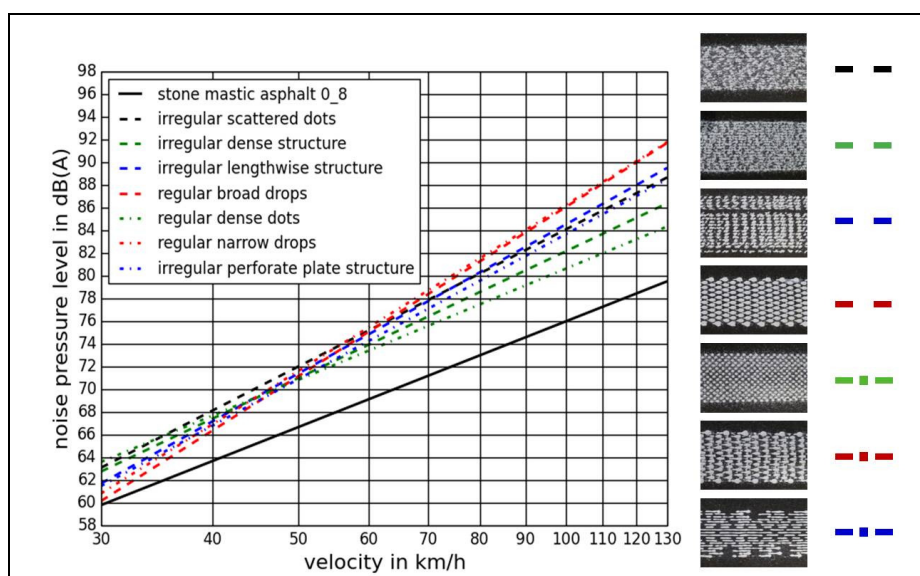 98
96
94
92
90
88
86
84
82
80
78
76
74
72
70
68
66
64
62
60
58
noise pressure level in dB(A)
stone mastic asphalt 0_8
irregular scattered dots
irregular dense structure
irregular lengthwise structure
regular broad drops
regular dense dots
regular narrow drops
irregular perforate plate structure
30 40 50 60 70 80 90 100 110 120 130
velocity in km/h